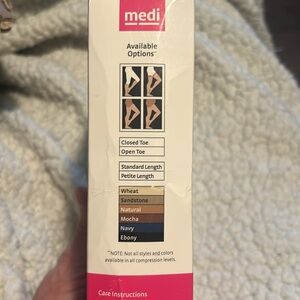 medi
Available
Options**
Closed Toe
Open Toe
Standard Length
Petite Length
Wheat
Sandstone
Natural
Mocha
Navy
Ebony
**NOTE: Not all styles and colors
available in all compression levels.
Care Instructions